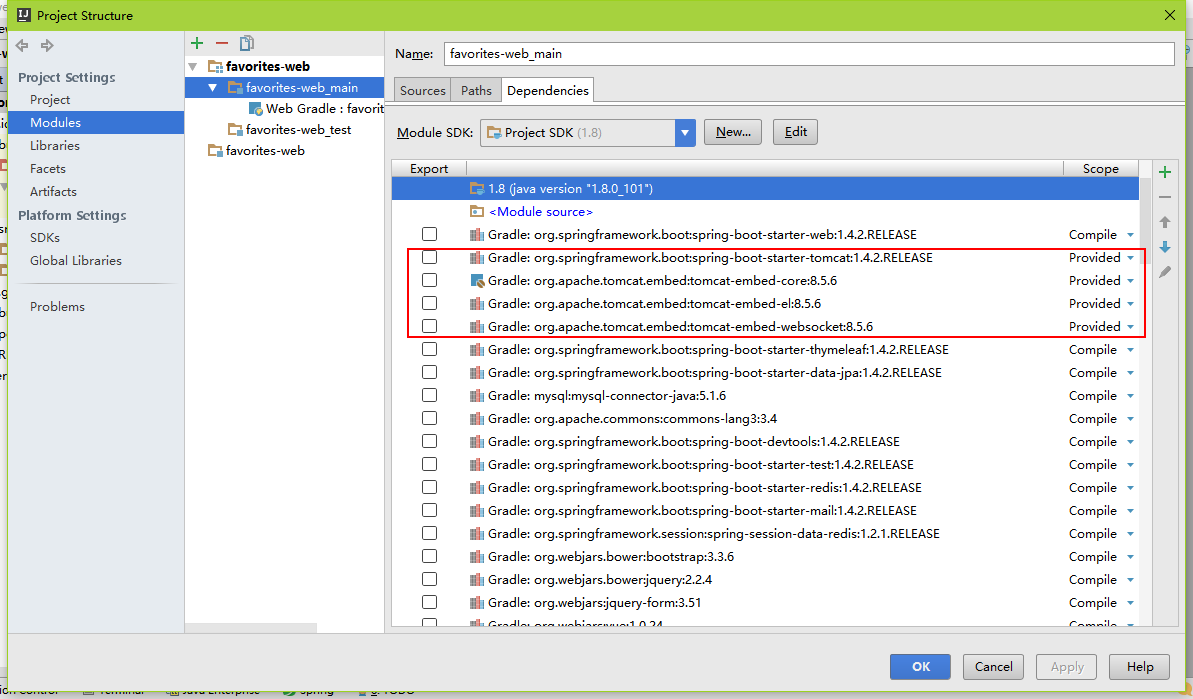 Project Structure
Project Settings
Project
Modules
Libraries
Facets
Artifacts
Platform Settings
SDKs
Global Libraries
Problems
favorites-web
favorites-web_main
Web Gradle : favorit
favorites-web_test
favorites-web
Name: favorites-web_main
Sources Paths Dependencies
Module SDK: Project SDK (1.8) New... Edit
Export Scope
1.8 (java version "1.8.0_101")
<Module source>
Gradle: org.springframework.boot:spring-boot-starter-web:1.4.2.RELEASE Compile
Gradle: org.springframework.boot:spring-boot-starter-tomcat:1.4.2.RELEASE Provided
Gradle: org.apache.tomcat.embed:tomcat-embed-core:8.5.6 Provided
Gradle: org.apache.tomcat.embed:tomcat-embed-el:8.5.6 Provided
Gradle: org.apache.tomcat.embed:tomcat-embed-websocket:8.5.6 Provided
Gradle: org.springframework.boot:spring-boot-starter-thymeleaf:1.4.2.RELEASE Compile
Gradle: org.springframework.boot:spring-boot-starter-data-jpa:1.4.2.RELEASE Compile
Gradle: mysql:mysql-connector-java:5.1.6 Compile
Gradle: org.apache.commons:commons-lang3:3.4 Compile
Gradle: org.springframework.boot:spring-boot-devtools:1.4.2.RELEASE Compile
Gradle: org.springframework.boot:spring-boot-starter-test:1.4.2.RELEASE Compile
Gradle: org.springframework.boot:spring-boot-starter-redis:1.4.2.RELEASE Compile
Gradle: org.springframework.boot:spring-boot-starter-mail:1.4.2.RELEASE Compile
Gradle: org.springframework.session:spring-session-data-redis:1.2.1.RELEASE Compile
Gradle: org.webjars.bower:bootstrap:3.3.6 Compile
Gradle: org.webjars.bower:jquery:2.2.4 Compile
Gradle: org.webjars:jquery-form:3.51 Compile
Gradle: org.webjars:vue:1.0.24 Compile
OK Cancel Apply Help